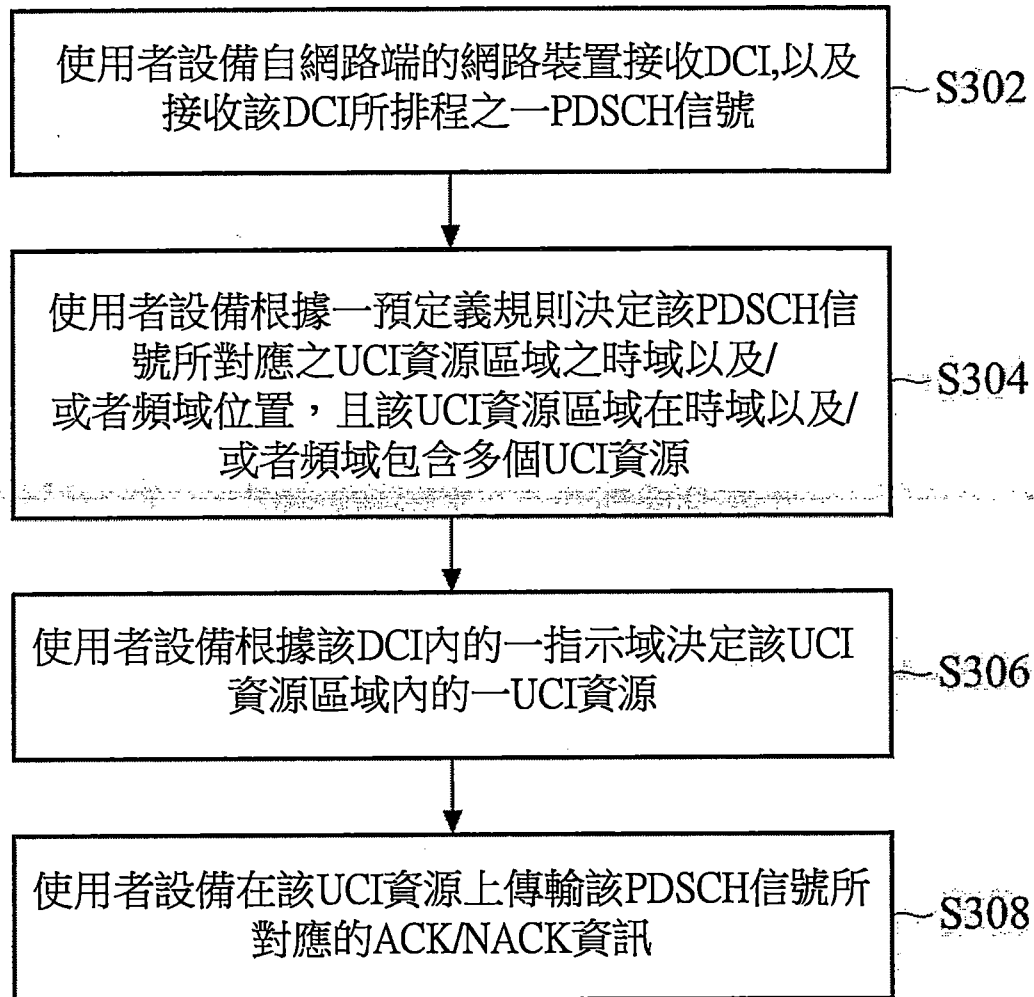 使用者設備自網路端的網路裝置接收DCI,以及
接收該DCI所排程之一PDSCH信號
S302
使用者設備根據一預定義規則決定該PDSCH信
號所對應之UCI資源區域之時域以及/
或者頻域位置，且該UCI資源區域在時域以及/
或者頻域包含多個UCI資源
S304
使用者設備根據該DCI內的一指示域決定該UCI
資源區域內的一UCI資源
S306
使用者設備在該UCI資源上傳輸該PDSCH信號所
對應的ACK/NACK資訊
S308